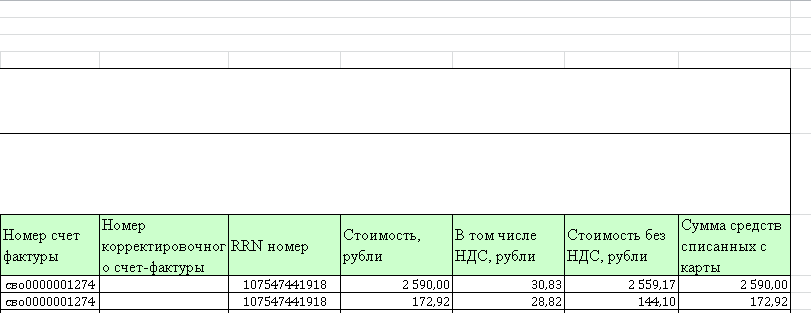 Номер счет фактуры
Номер корректировочног о счет-фактуры
RRN номер
Стоимость, рубли
В том числе НДС, рубли
Стоимость без НДС, рубли
Сумма средств списанных с карты
сво0000001274 107547441918 2 590,00 30,83 2 559,17 2 590,00
сво0000001274 107547441918 172,92 28,82 144,10 172,92